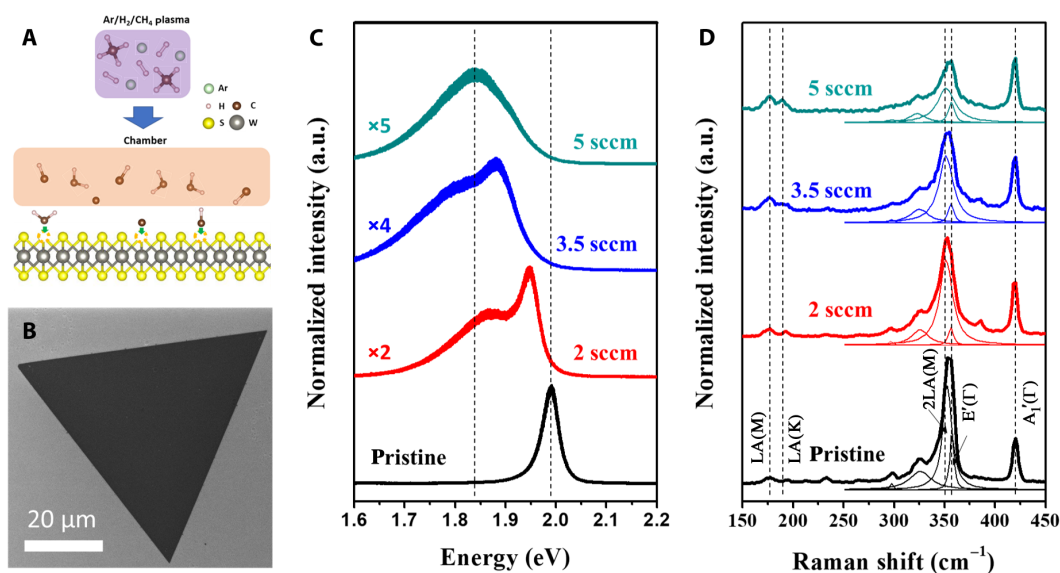 A
Ar/H₂/CH₄ plasma
Ar
H
C
S
W
Chamber
B
20 μm
C
Normalized intensity (a.u.)
×5
5 sccm
×4
3.5 sccm
×2
2 sccm
Pristine
1.6 1.7 1.8 1.9 2.0 2.1 2.2
Energy (eV)
D
Normalized intensity (a.u.)
5 sccm
3.5 sccm
2 sccm
LA(M)
LA(K)
2LA(M)
E′(Γ)
A₁′(Γ)
Pristine
150 200 250 300 350 400 450
Raman shift (cm⁻¹)